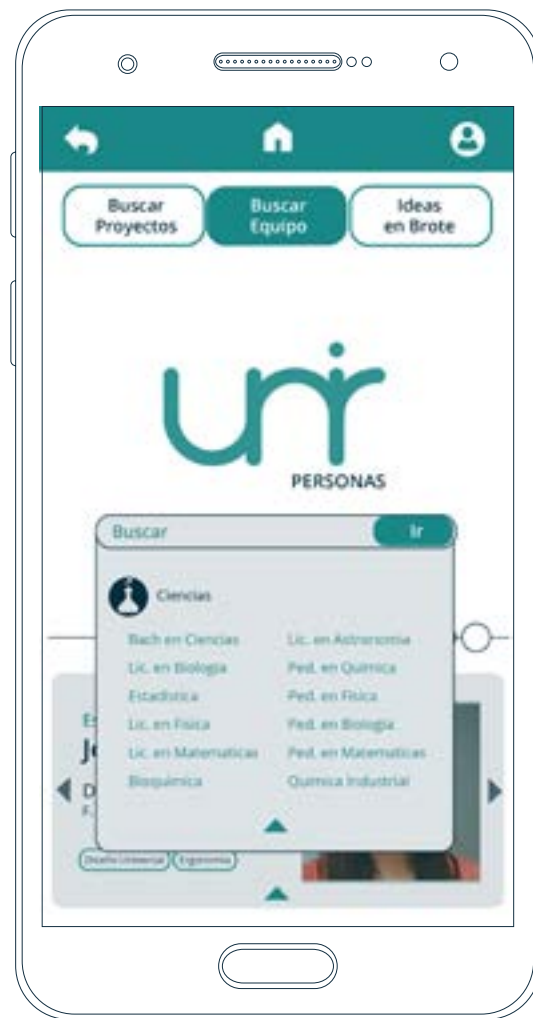 Buscar
Proyectos
Buscar
Equipo
Ideas
en Brote
unir
PERSONAS
Buscar
Ir
Ciencias
Bach en Ciencias
Lic. en Astronomia
Lic. en Biologia
Ped. en Quimica
Estadistica
Ped. en Fisica
Lic. en Fisica
Ped. en Biologia
Lic. en Matematicas
Ped. en Matematicas
Bioquimica
Quimica Industrial
Diseño Universal
Ergonomia